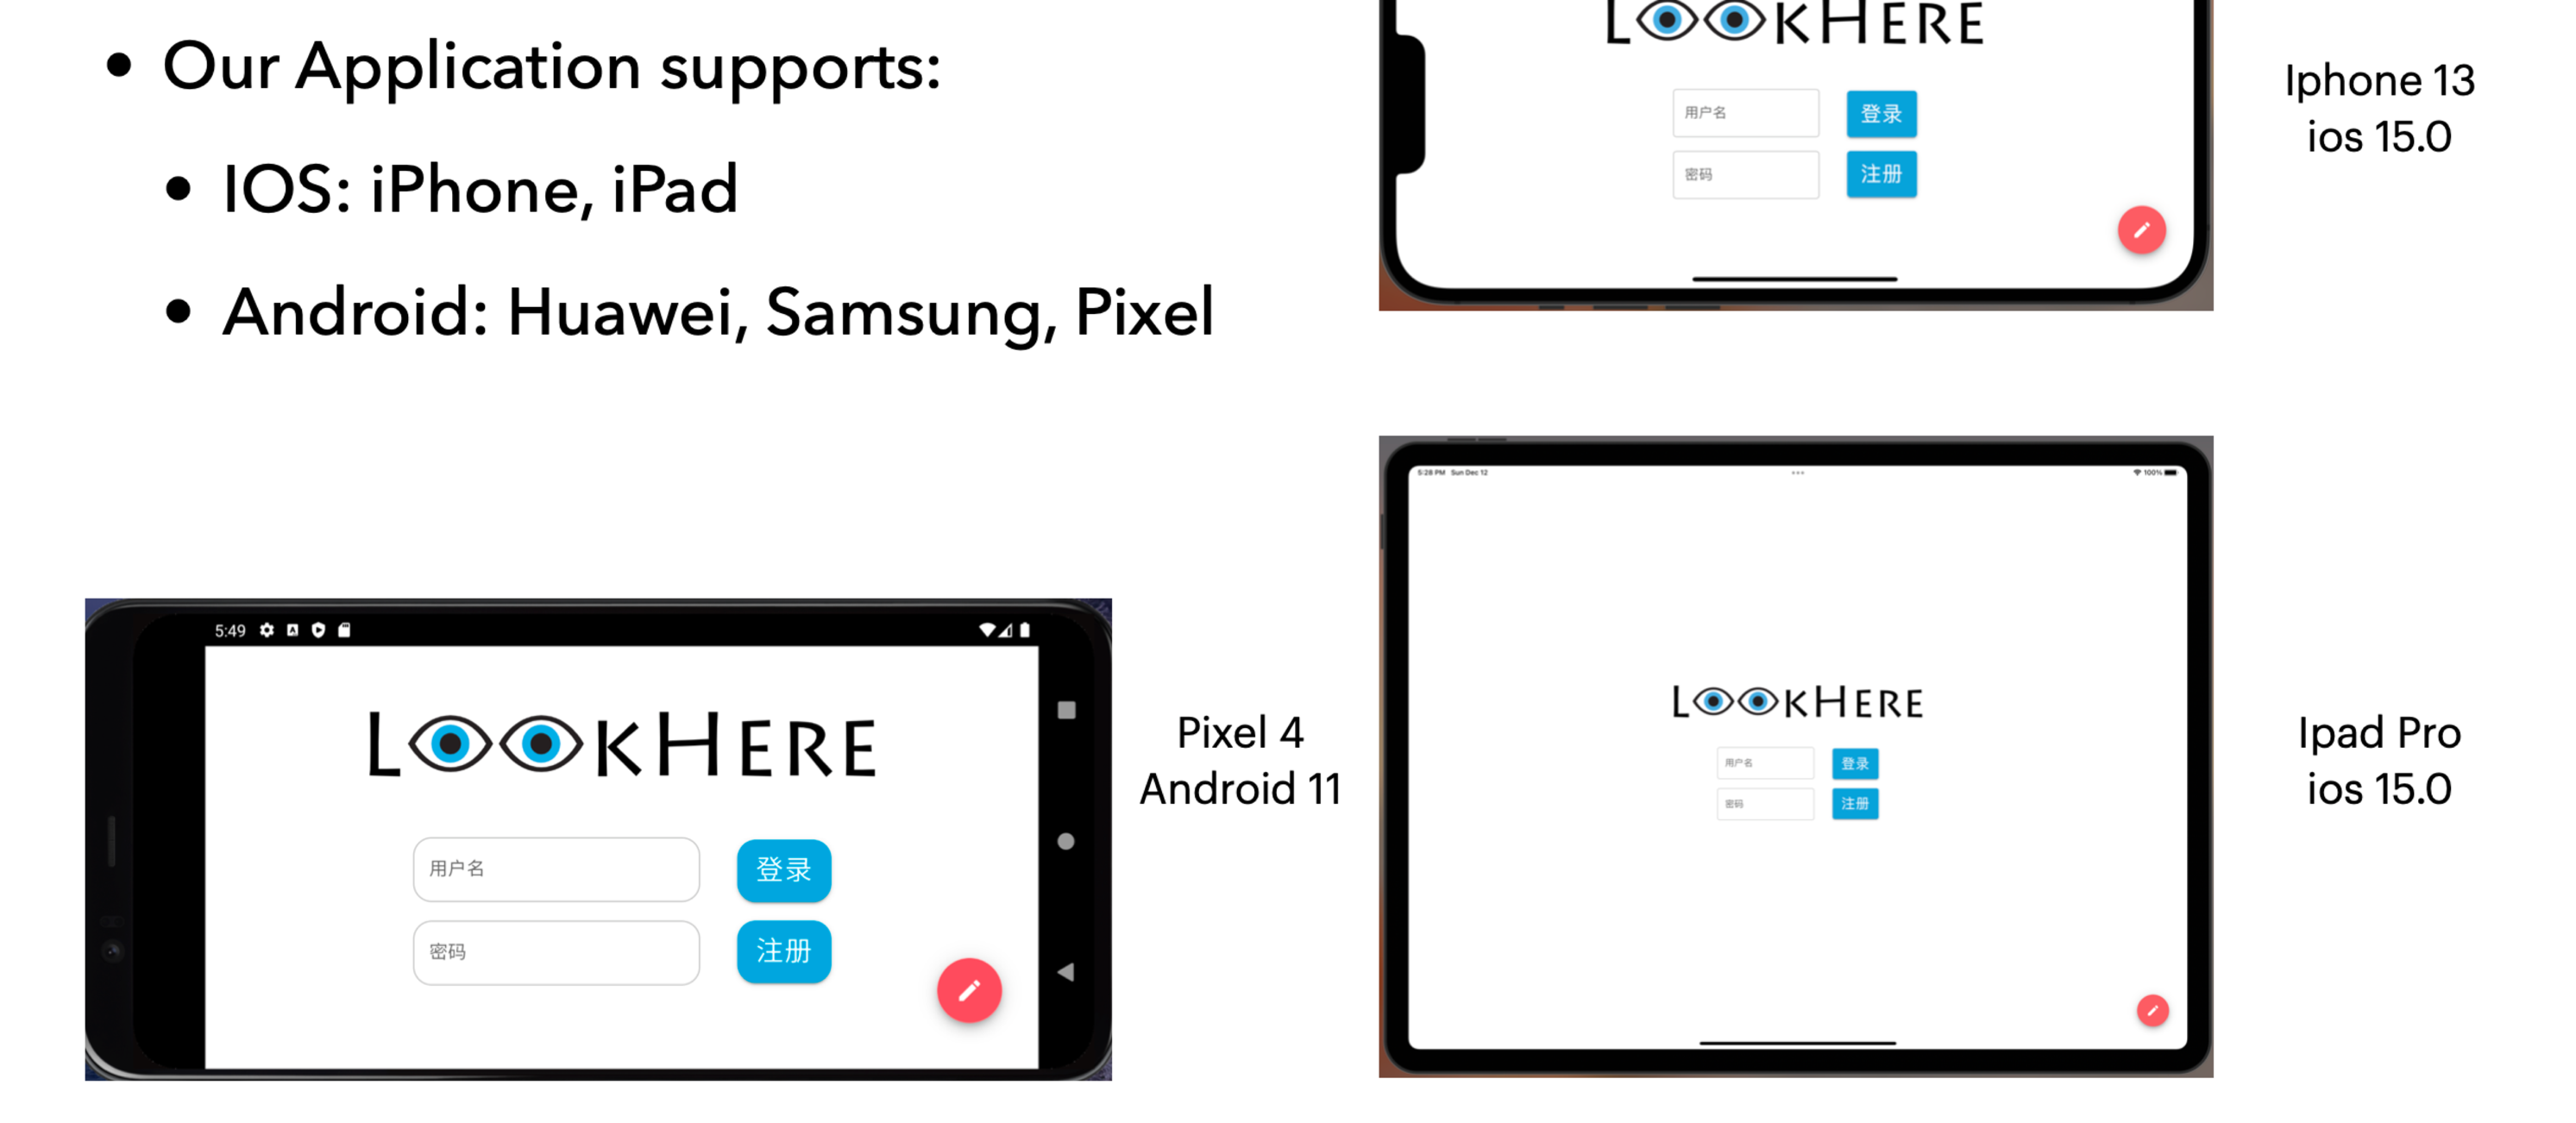 • Our Application supports:
• IOS: iPhone, iPad
• Android: Huawei, Samsung, Pixel
LOOKHERE
用户名
登录
密码
注册
Iphone 13
ios 15.0
5:49
LOOKHERE
用户名
登录
密码
注册
Pixel 4
Android 11
5:28 PM Sun Dec 12
100%
LOOKHERE
用户名
登录
密码
注册
Ipad Pro
ios 15.0